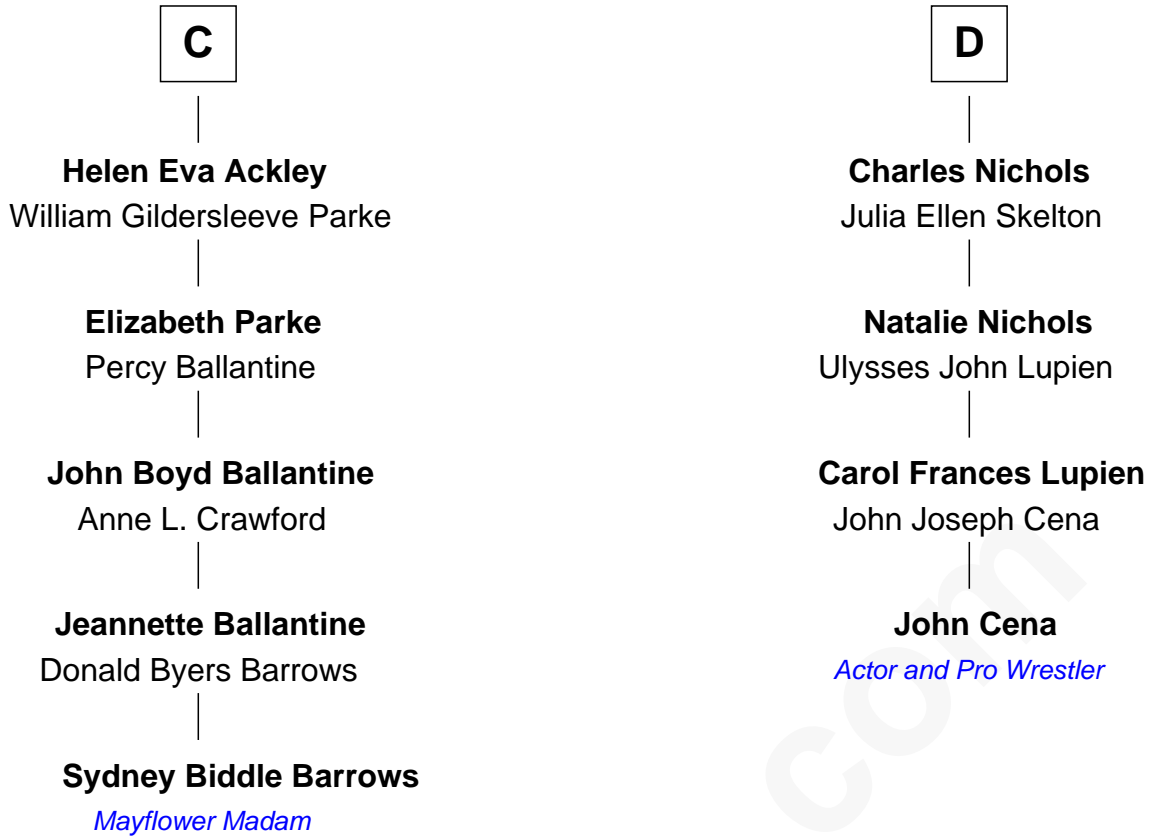 C
Helen Eva Ackley
William Gildersleeve Parke
Elizabeth Parke
Percy Ballantine
John Boyd Ballantine
Anne L. Crawford
Jeannette Ballantine
Donald Byers Barrows
Sydney Biddle Barrows
Mayflower Madam
D
Charles Nichols
Julia Ellen Skelton
Natalie Nichols
Ulysses John Lupien
Carol Frances Lupien
John Joseph Cena
John Cena
Actor and Pro Wrestler
com